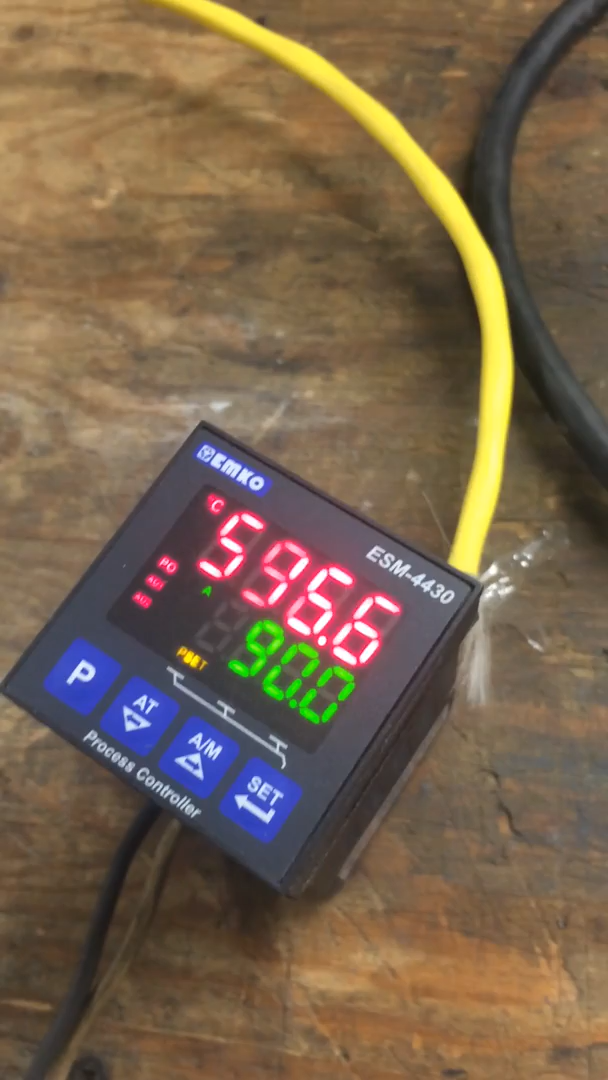 EMKO
ESM-4430
°C
596.6
PO
AO1
AO2
A
90.0
PSET
P
AT
A/M
SET
Process Controller